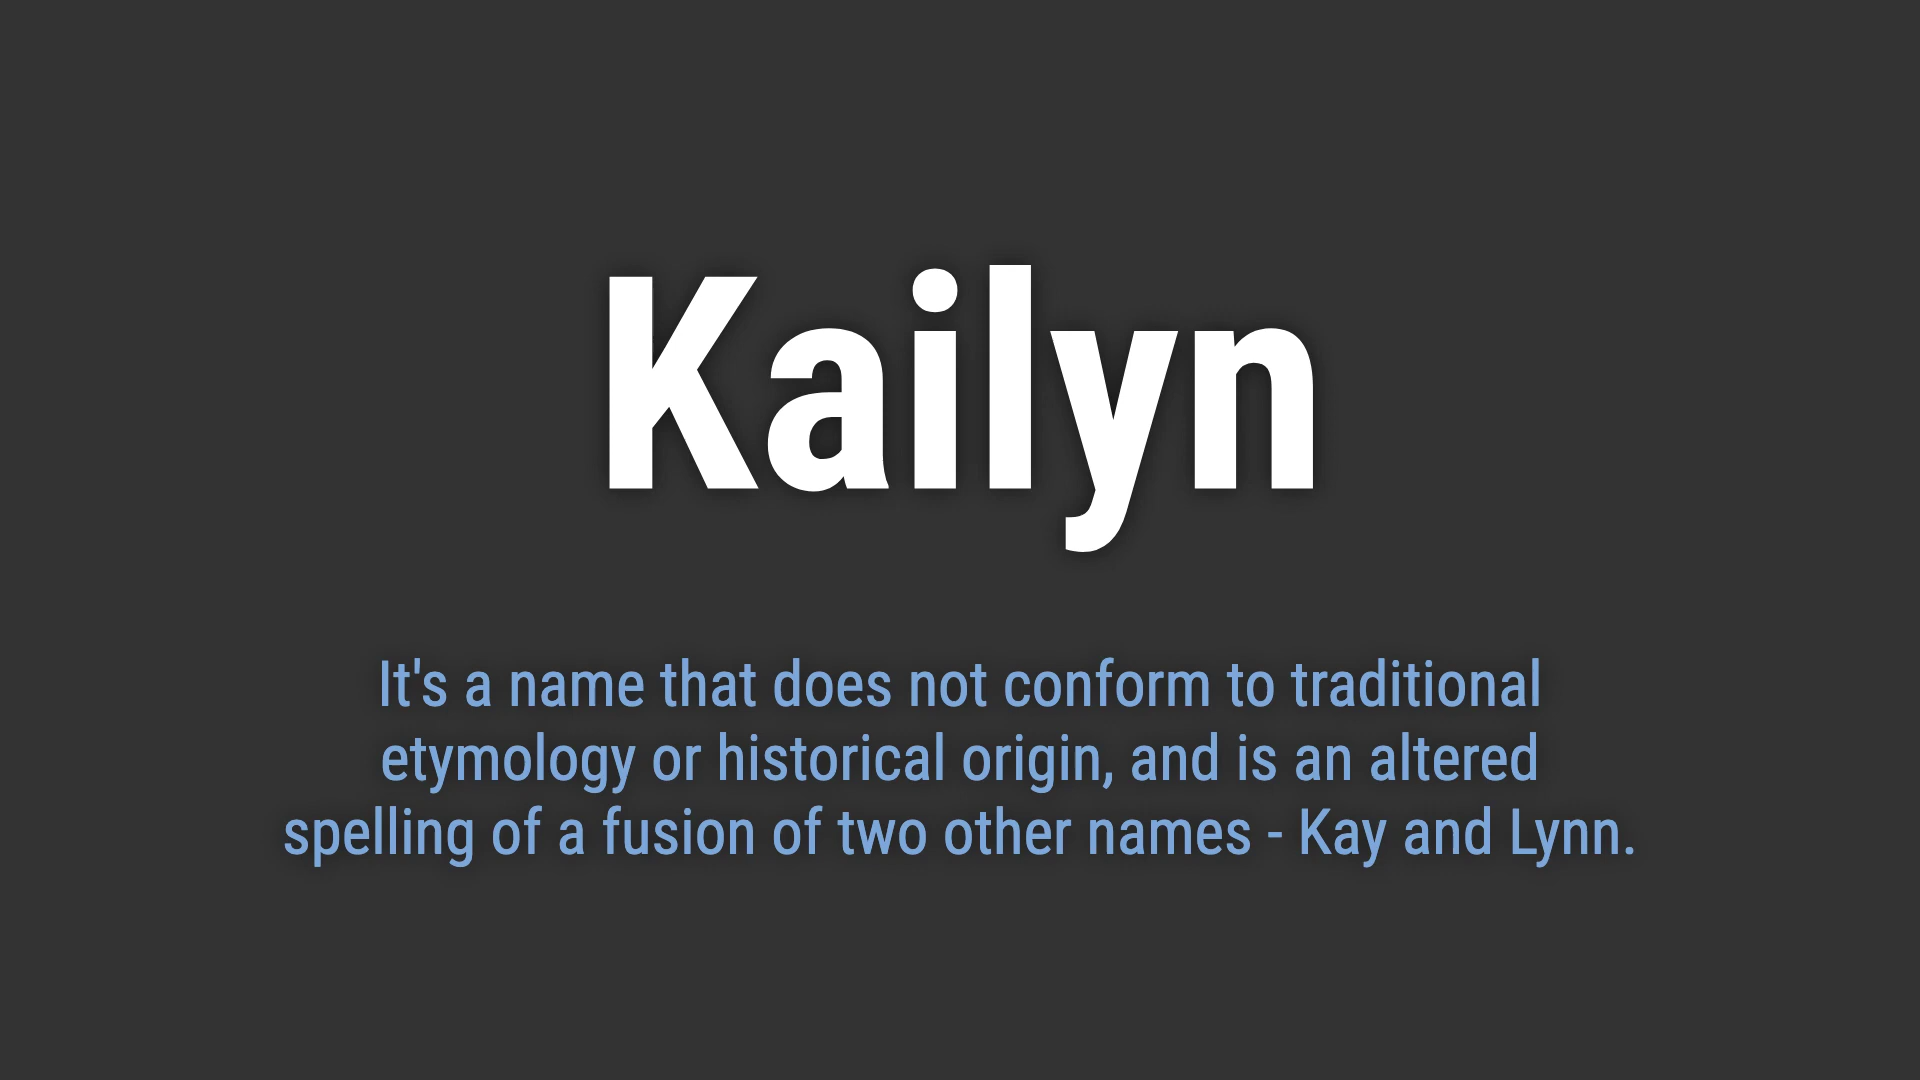 Kailyn
It's a name that does not conform to traditional
etymology or historical origin, and is an altered
spelling of a fusion of two other names - Kay and Lynn.